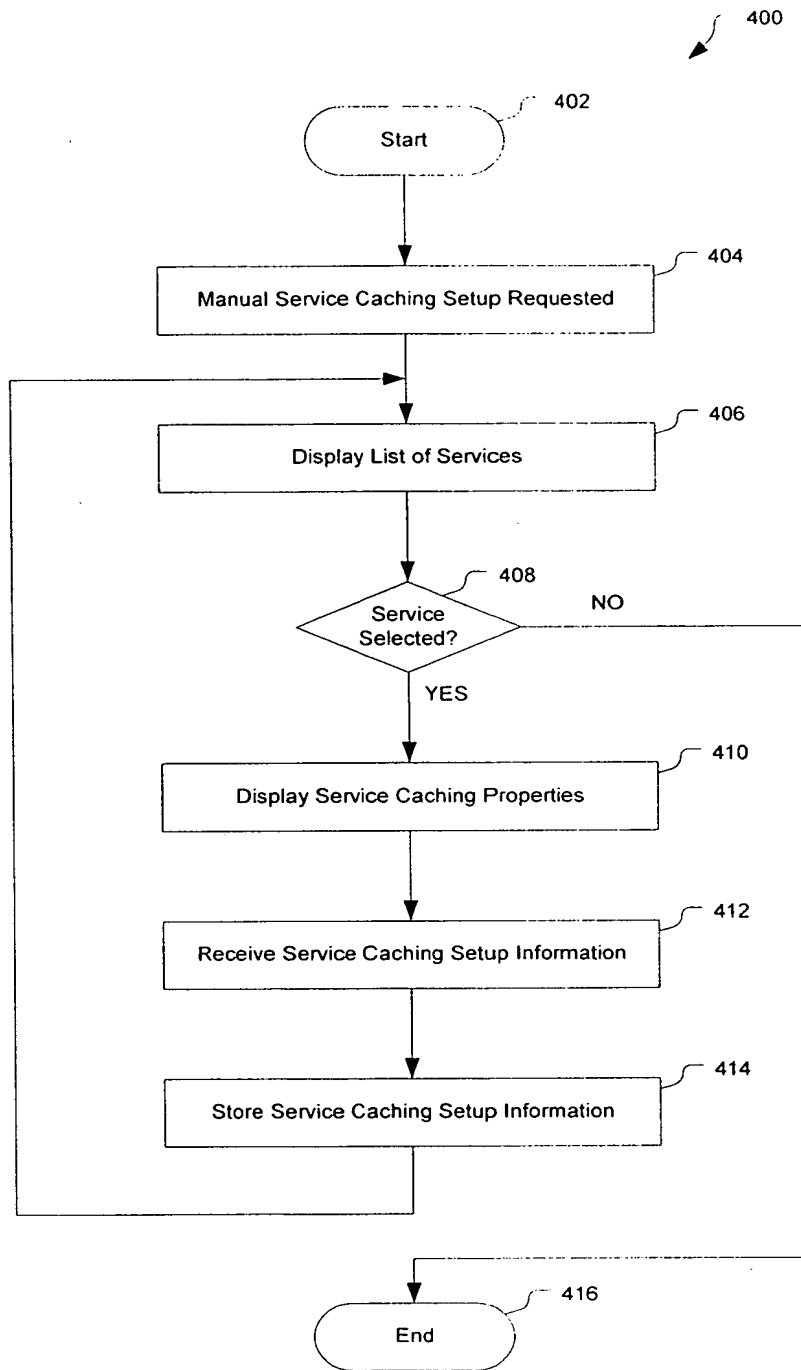 400
402
Start
404
Manual Service Caching Setup Requested
406
Display List of Services
408
Service
Selected?
NO
YES
410
Display Service Caching Properties
412
Receive Service Caching Setup Information
414
Store Service Caching Setup Information
416
End